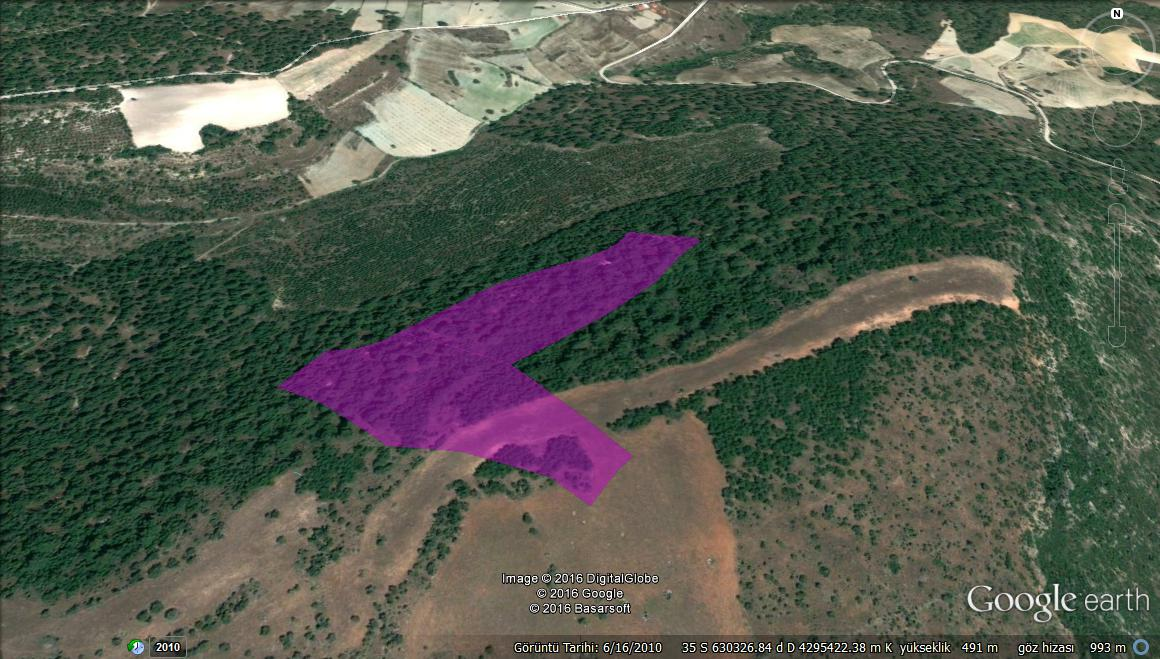 N
Image © 2016 DigitalGlobe
© 2016 Google
© 2016 Basarsoft
Google earth
2010
Görüntü Tarihi: 6/16/2010 35 S 630326.84 d D 4295422.38 m K yükseklik 491 m göz hizası 993 m